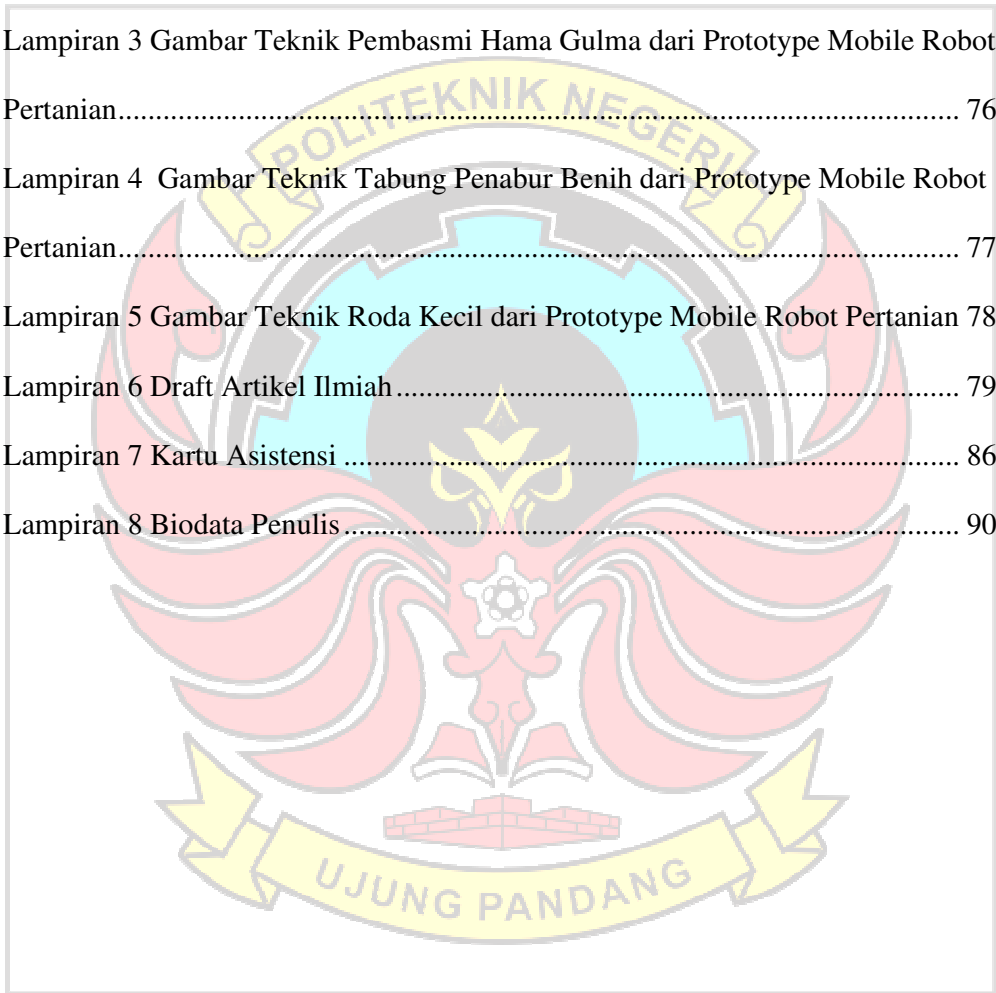 Lampiran 3 Gambar Teknik Pembasmi Hama Gulma dari Prototype Mobile Robot
Pertanian................................................................................................................ 76
Lampiran 4  Gambar Teknik Tabung Penabur Benih dari Prototype Mobile Robot
Pertanian................................................................................................................ 77
Lampiran 5 Gambar Teknik Roda Kecil dari Prototype Mobile Robot Pertanian 78
Lampiran 6 Draft Artikel Ilmiah........................................................................... 79
Lampiran 7 Kartu Asistensi .................................................................................. 86
Lampiran 8 Biodata Penulis.................................................................................. 90
POLITEKNIK NEGERI
UJUNG PANDANG